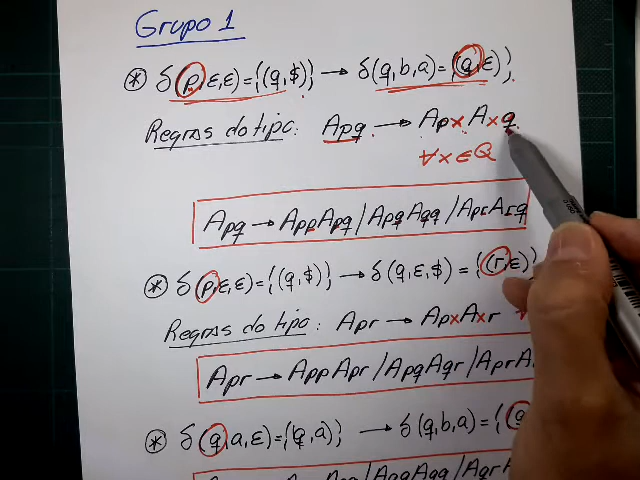 Grupo 1
* δ(p,ε,ε)={(q,$)} → δ(q,b,a)={(q,ε)}.
Regras do tipo: Apq → ApxAxq
∀x∈Q
Apq → AppApq/ApqAqq/AprArq
* δ(p,ε,ε)={(q,$)} → δ(q,ε,$)={(r,ε)}
Regras do tipo: Apr → ApxAxr
Apr → AppApr/ApqAqr/AprA
* δ(q,a,ε)={q,a)} → δ(q,b,a)={(q